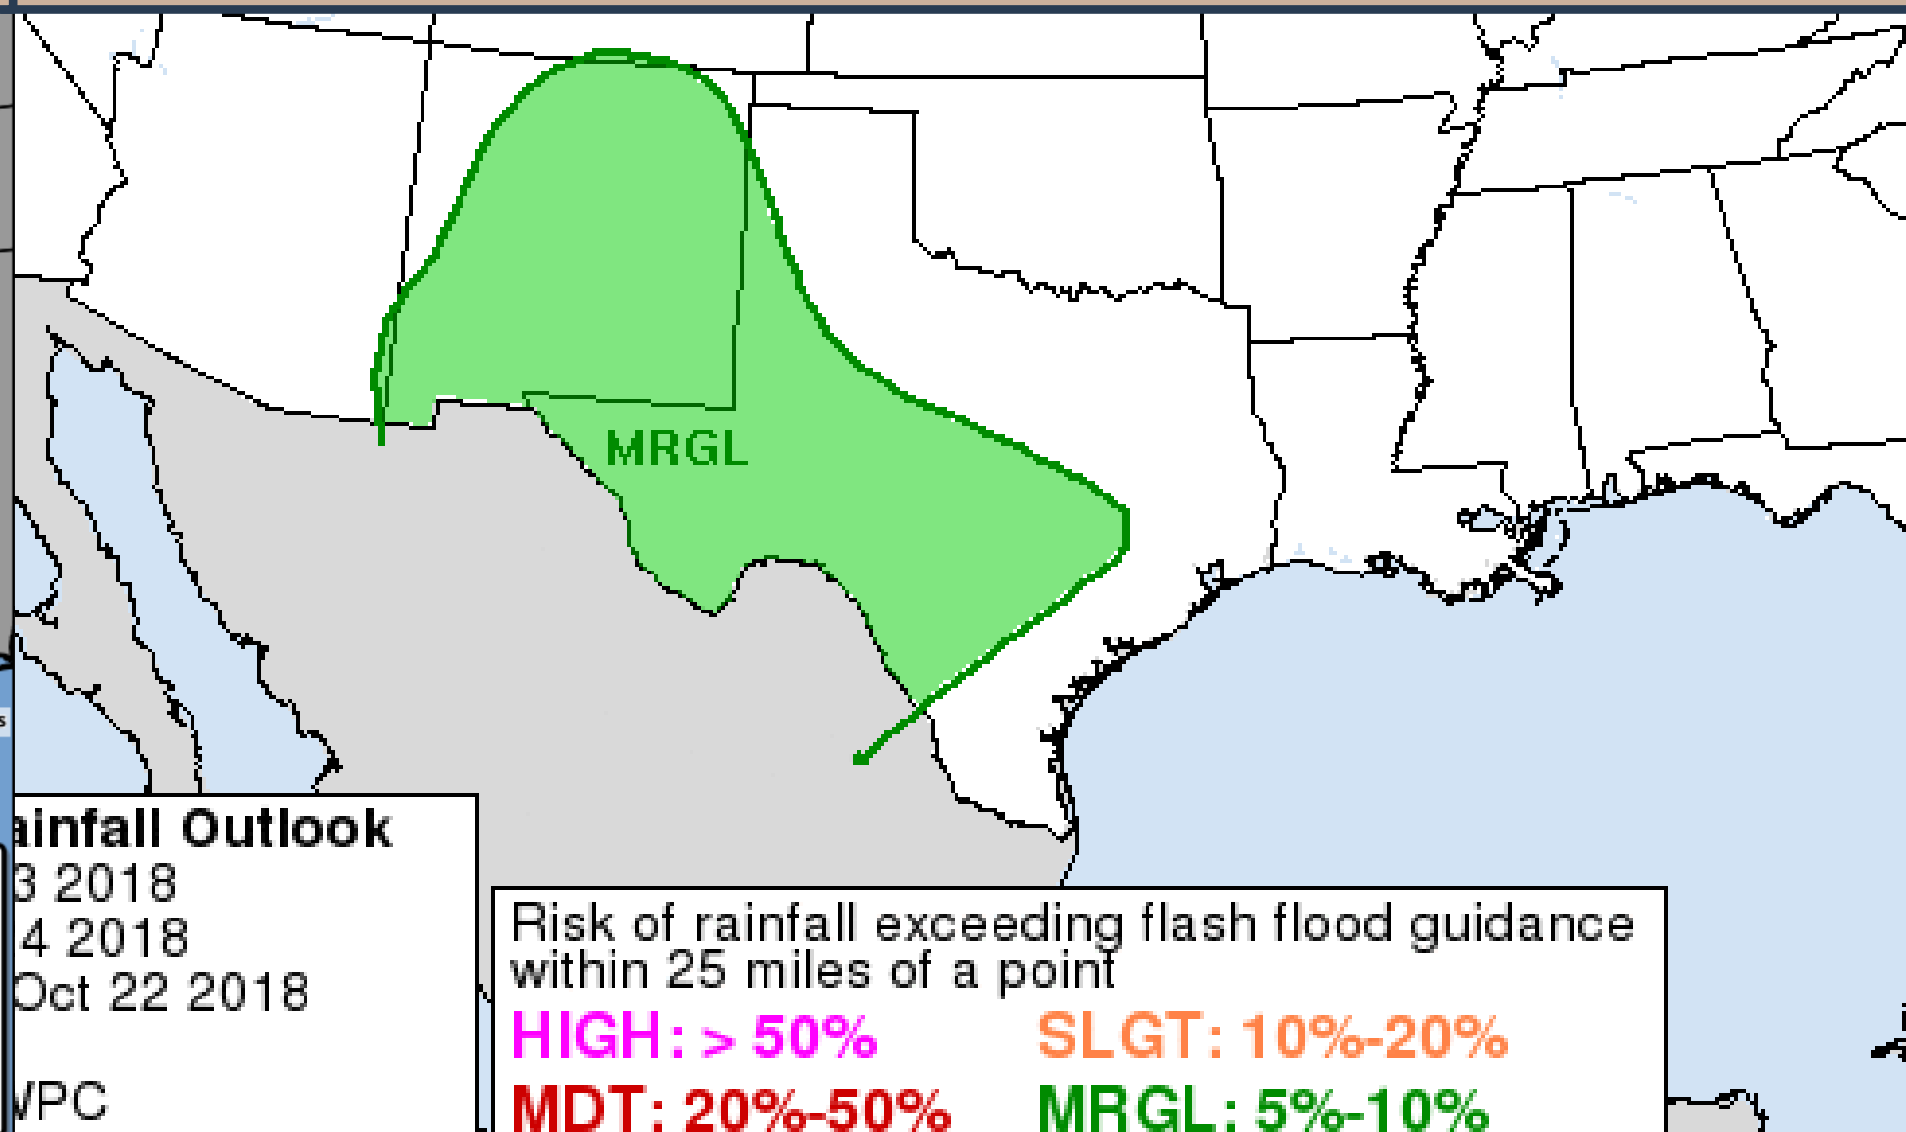 MRGL
ainfall Outlook
3 2018
4 2018
Oct 22 2018
WPC
Risk of rainfall exceeding flash flood guidance
within 25 miles of a point
HIGH: > 50%
SLGT: 10%-20%
MDT: 20%-50%
MRGL: 5%-10%
s